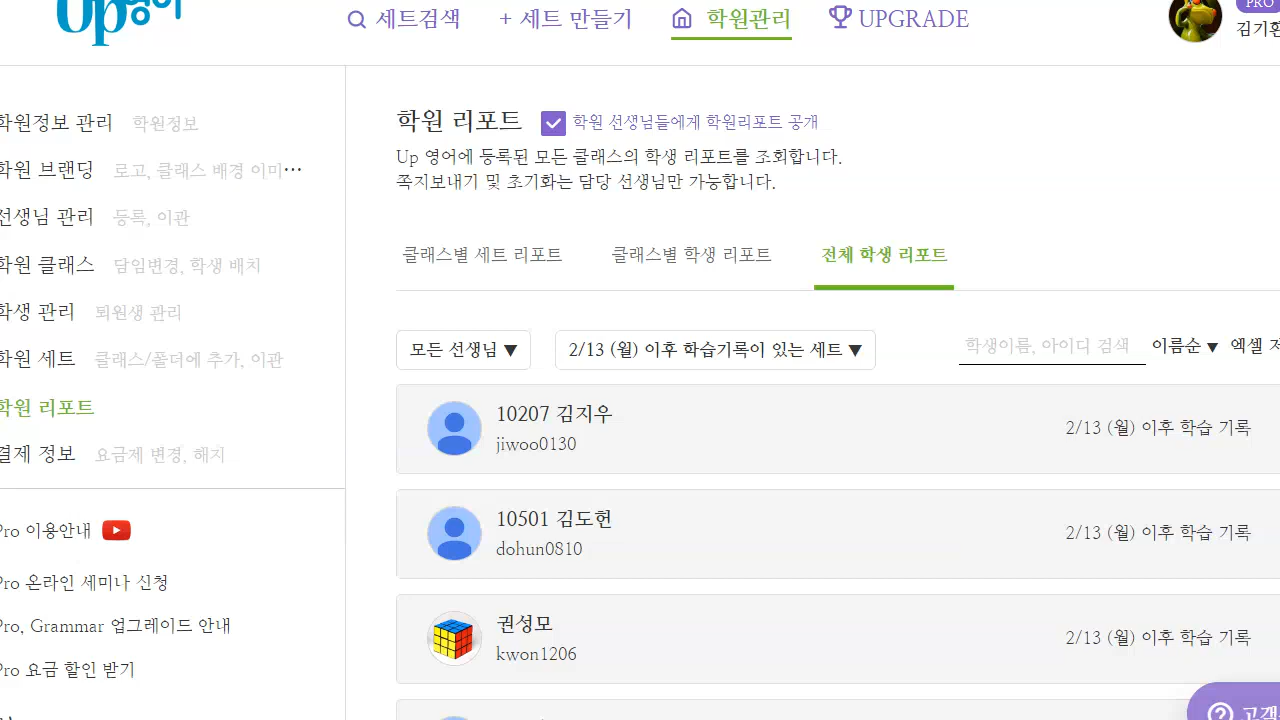 Up영어
세트검색
+ 세트 만들기
학원관리
UPGRADE
PRO
학원정보 관리 학원정보
학원 브랜딩 로고, 클래스 배경 이미…
선생님 관리 등록, 이관
학원 클래스 담임변경, 학생 배치
학생 관리 퇴원생 관리
학원 세트 클래스/폴더에 추가, 이관
학원 리포트
결제 정보 요금제 변경, 해지
Pro 이용안내
Pro 온라인 세미나 신청
Pro, Grammar 업그레이드 안내
Pro 요금 할인 받기
학원 리포트 학원 선생님들에게 학원리포트 공개
Up 영어에 등록된 모든 클래스의 학생 리포트를 조회합니다.
쪽지보내기 및 초기화는 담당 선생님만 가능합니다.
클래스별 세트 리포트 클래스별 학생 리포트 전체 학생 리포트
모든 선생님 ▼ 2/13 (월) 이후 학습기록이 있는 세트 ▼ 학생이름, 아이디 검색 이름순 ▼ 엑셀
10207 김지우
jiwoo0130
2/13 (월) 이후 학습 기록
10501 김도헌
dohun0810
2/13 (월) 이후 학습 기록
권성모
kwon1206
2/13 (월) 이후 학습 기록
고객